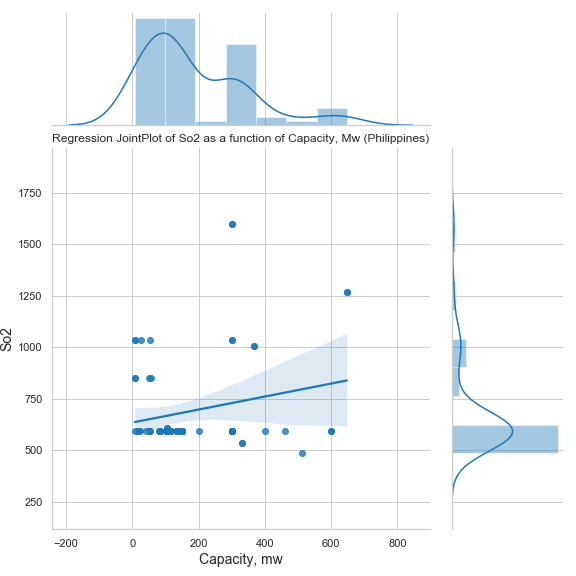 Regression JointPlot of So2 as a function of Capacity, Mw (Philippines)
1750
1500
1250
1000
750
500
250
So2
−200 0 200 400 600 800
Capacity, mw